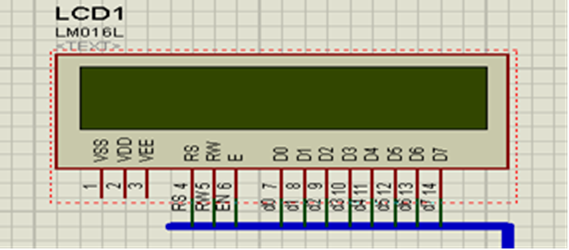 LCD1
LM016L
<TEXT>
VSS VDD VEE RS RW E D0 D1 D2 D3 D4 D5 D6 D7
1 2 3 4 5 6 7 8 9 10 11 12 13 14
RS RW EN d0 d1 d2 d3 d4 d5 d6 d7